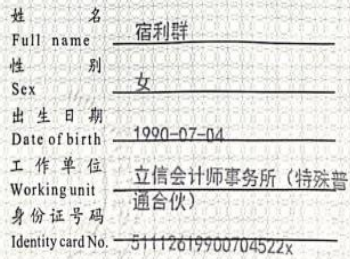 姓 名
Full name 宿利群
性 别
Sex 女
出生日期
Date of birth 1990-07-04
工作单位
Working unit 立信会计师事务所（特殊普
通合伙）
身份证号码
Identity card No. 51112619900704522x